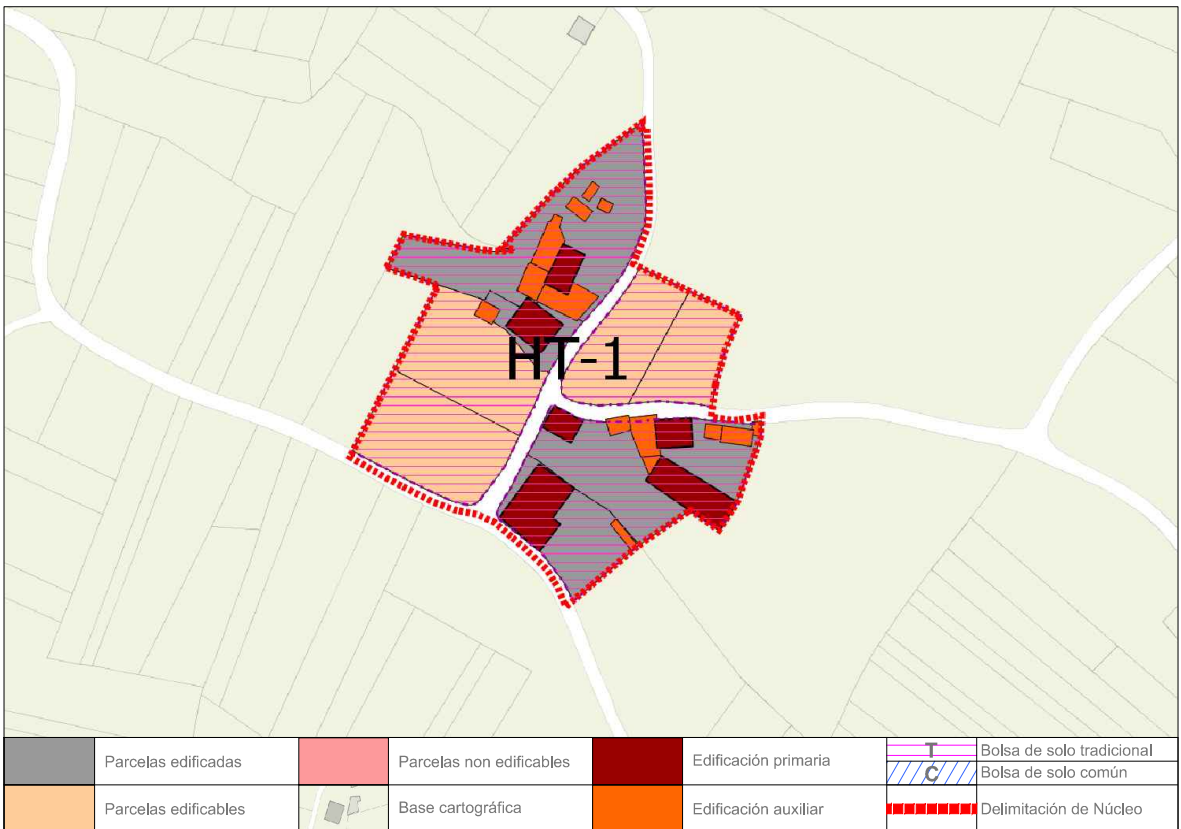 HT-1
Parcelas edificadas
Parcelas non edificables
Edificación primaria
T
Bolsa de solo tradicional
C
Bolsa de solo común
Parcelas edificables
Base cartográfica
Edificación auxiliar
Delimitación de Núcleo